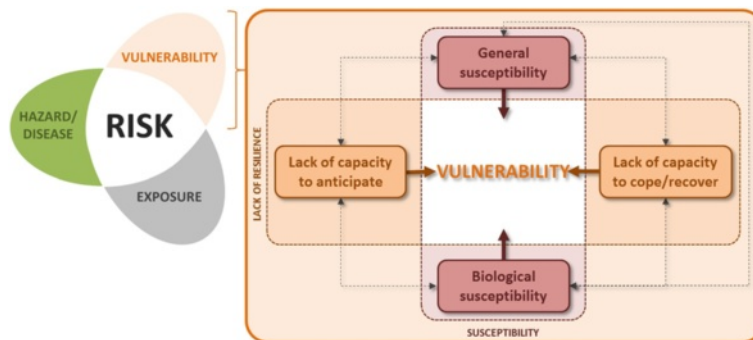 VULNERABILITY
HAZARD/
DISEASE
RISK
EXPOSURE
LACK OF RESILIENCE
General
susceptibility
Lack of capacity
to anticipate
VULNERABILITY
Lack of capacity
to cope/recover
Biological
susceptibility
SUSCEPTIBILITY